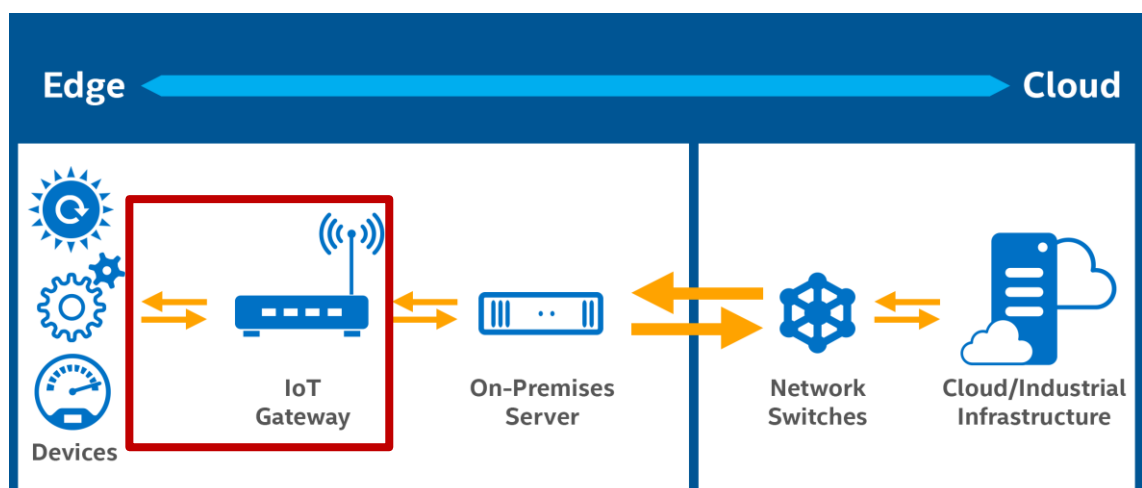 Edge
Cloud
Devices
IoT
Gateway
On-Premises
Server
Network
Switches
Cloud/Industrial
Infrastructure